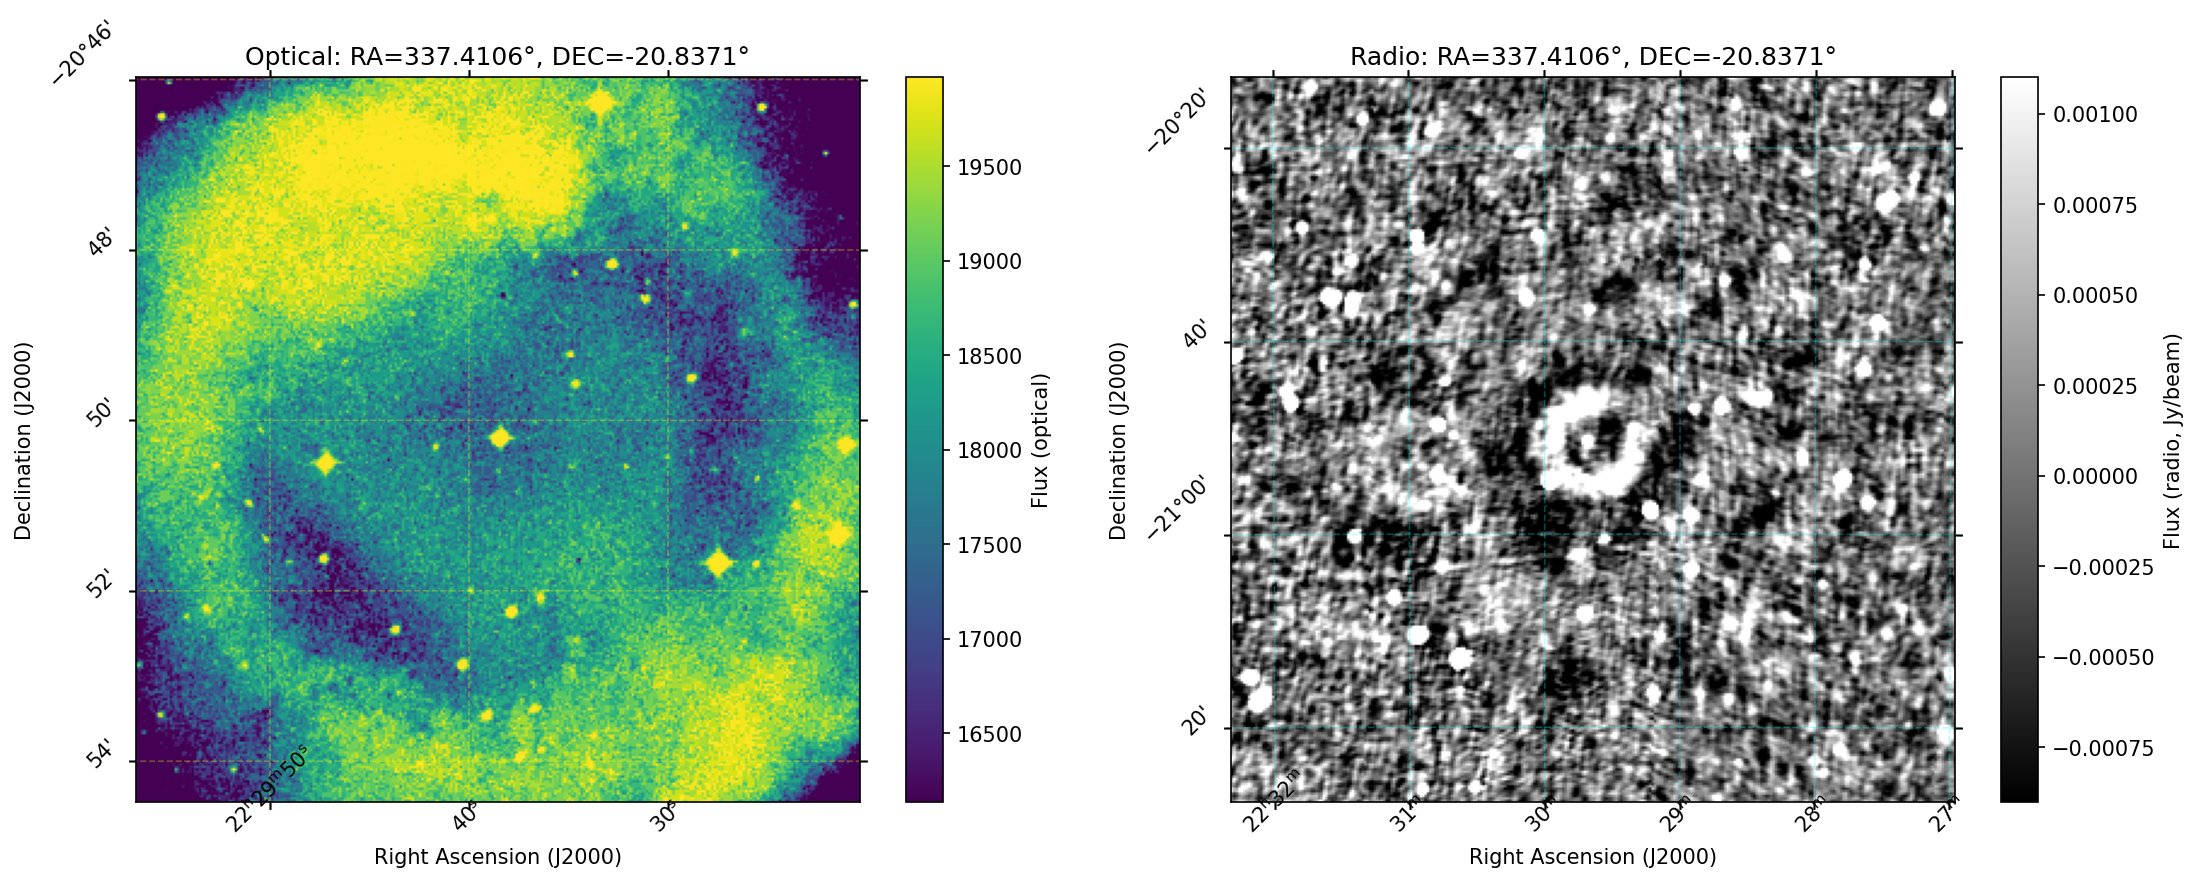 Optical: RA=337.4106°, DEC=-20.8371°
−20°46'
48'
50'
52'
54'
Declination (J2000)
22ʰ29ᵐ50ˢ
40ˢ
30ˢ
Right Ascension (J2000)
19500
19000
18500
18000
17500
17000
16500
Flux (optical)
Radio: RA=337.4106°, DEC=-20.8371°
−20°20'
40'
−21°00'
20'
Declination (J2000)
22ʰ32ᵐ
31ᵐ
30ᵐ
29ᵐ
28ᵐ
27ᵐ
Right Ascension (J2000)
0.00100
0.00075
0.00050
0.00025
0.00000
−0.00025
−0.00050
−0.00075
Flux (radio, Jy/beam)